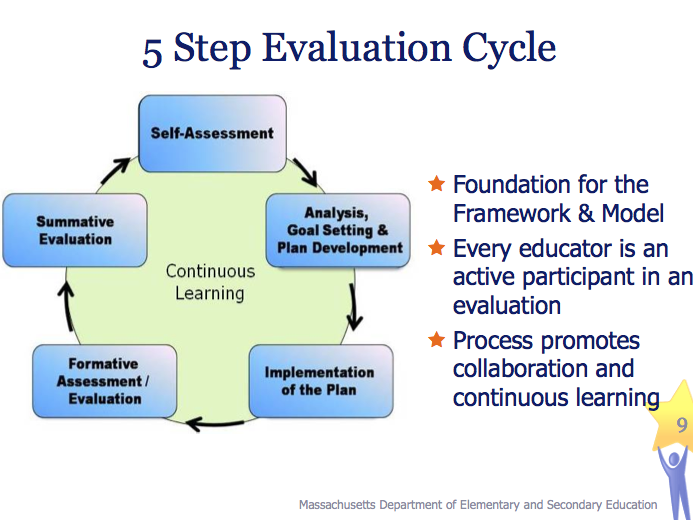 5 Step Evaluation Cycle
Self-Assessment
Analysis,
Goal Setting &
Plan Development
Implementation
of the Plan
Formative
Assessment /
Evaluation
Summative
Evaluation
Continuous
Learning
Foundation for the
Framework & Model
Every educator is an
active participant in an
evaluation
Process promotes
collaboration and
continuous learning
9
Massachusetts Department of Elementary and Secondary Education